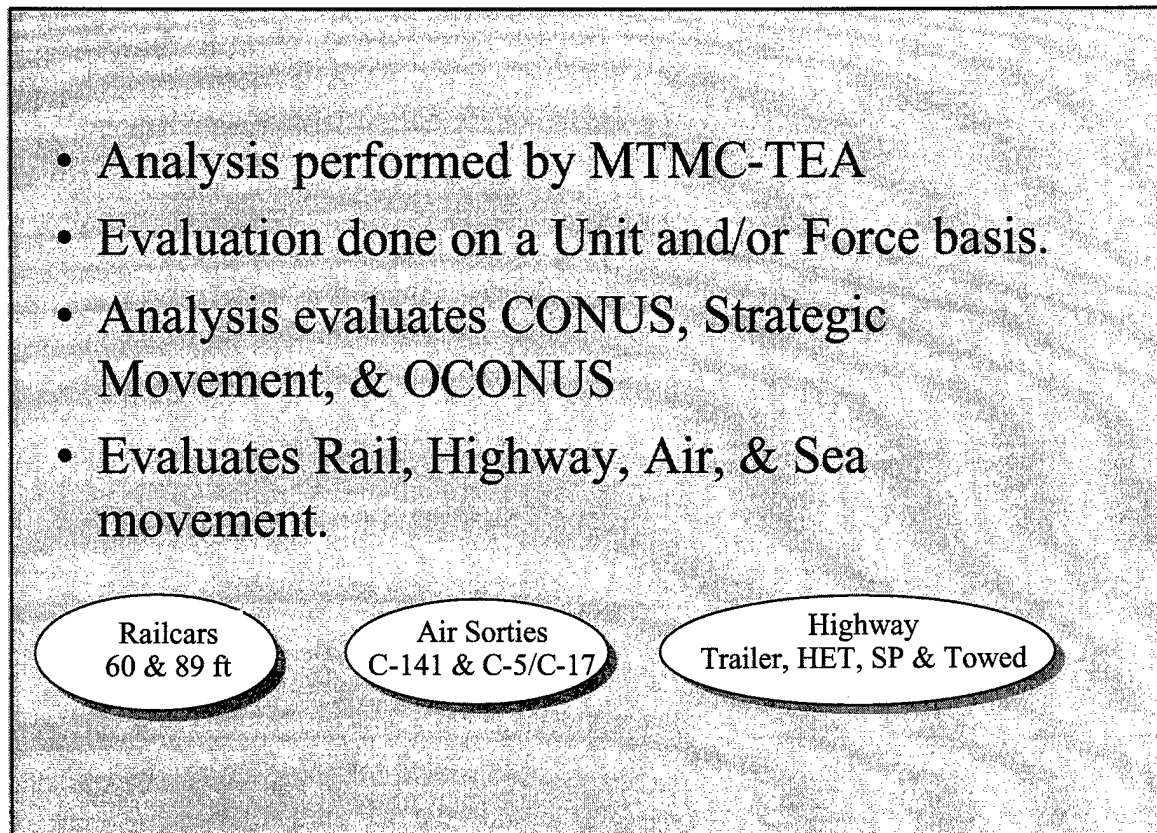 • Analysis performed by MTMC-TEA
• Evaluation done on a Unit and/or Force basis.
• Analysis evaluates CONUS, Strategic
Movement, & OCONUS
• Evaluates Rail, Highway, Air, & Sea
movement.
Railcars
60 & 89 ft
Air Sorties
C-141 & C-5/C-17
Highway
Trailer, HET, SP & Towed